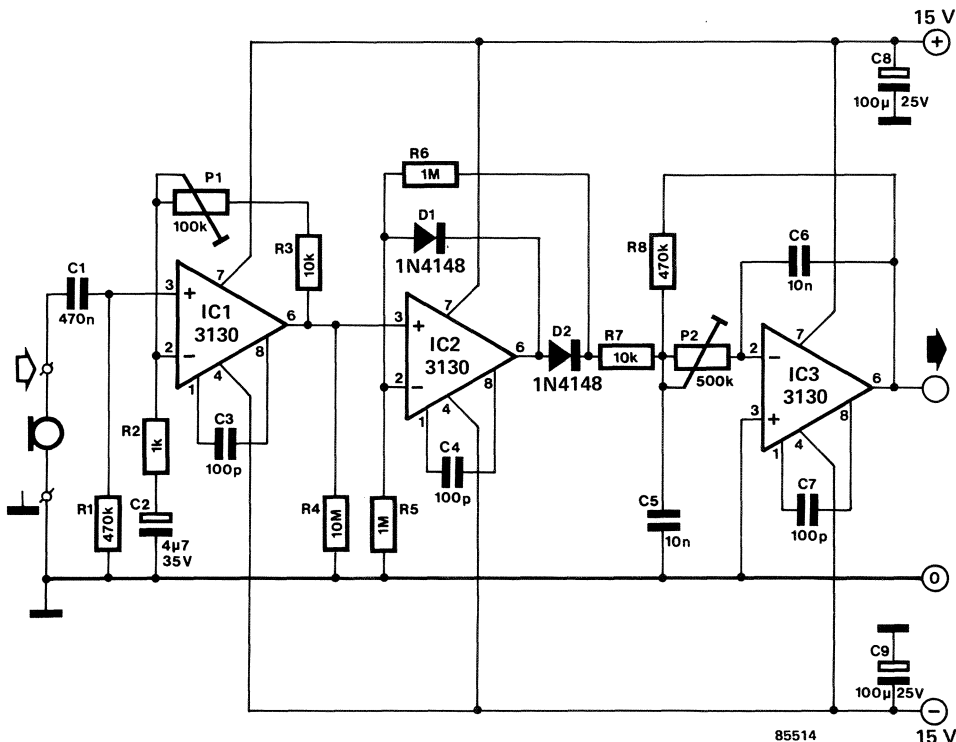 15 V
+
C8
100µ 25V
R6
1M
P1
100k
D1
1N4148
R3
10k
R8
470k
C6
10n
C1
470n
3
+
7
IC1
3130
6
8
2
−
1
4
3
+
7
IC2
3130
6
8
2
−
1
4
D2
1N4148
R7
10k
P2
500k
2
−
7
IC3
3130
6
8
3
+
1
4
R2
1k
C3
100p
C4
100p
C7
100p
R1
470k
C2
4µ7
35V
R4
10M
R5
1M
C5
10n
0
C9
100µ 25V
−
85514
15 V